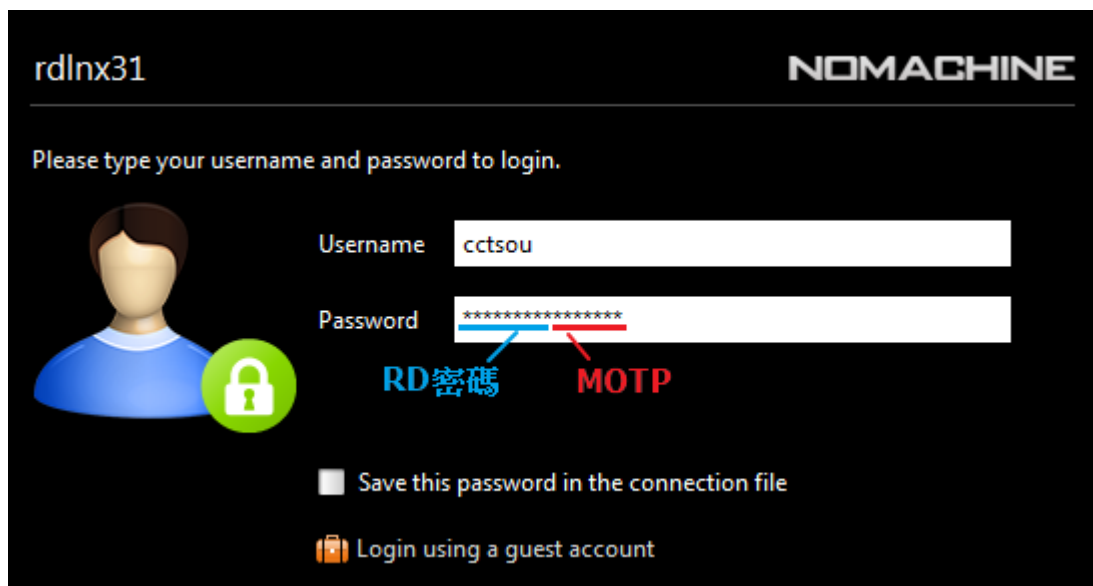 rdlnx31
NOMACHINE
Please type your username and password to login.
Username cctsou
Password ****************
RD密碼 MOTP
Save this password in the connection file
Login using a guest account